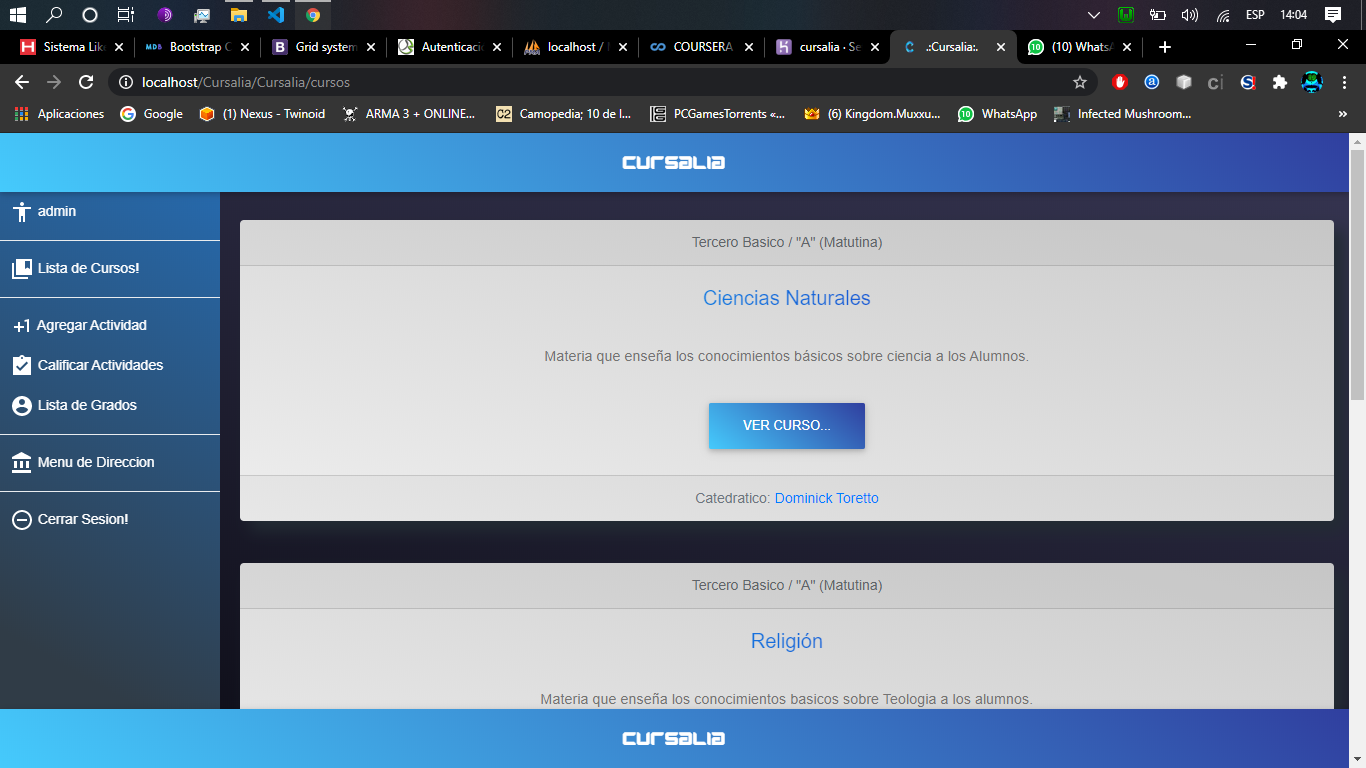 ESP 14:04
Sistema Lik
Bootstrap C
Grid system
Autenticaci
localhost /
COURSERA
cursalia · Se
.:Cursalia:.
(10) WhatsA
localhost/Cursalia/Cursalia/cursos
Aplicaciones
Google
(1) Nexus - Twinoid
ARMA 3 + ONLINE...
Camopedia; 10 de l...
PCGamesTorrents «...
(6) Kingdom.Muxxu...
WhatsApp
Infected Mushroom...
»
CURSALIA
admin
Lista de Cursos!
+1 Agregar Actividad
Calificar Actividades
Lista de Grados
Menu de Direccion
Cerrar Sesion!
Tercero Basico / "A" (Matutina)
Ciencias Naturales
Materia que enseña los conocimientos básicos sobre ciencia a los Alumnos.
VER CURSO...
Catedratico: Dominick Toretto
Tercero Basico / "A" (Matutina)
Religión
Materia que enseña los conocimientos basicos sobre Teologia a los alumnos.
CURSALIA